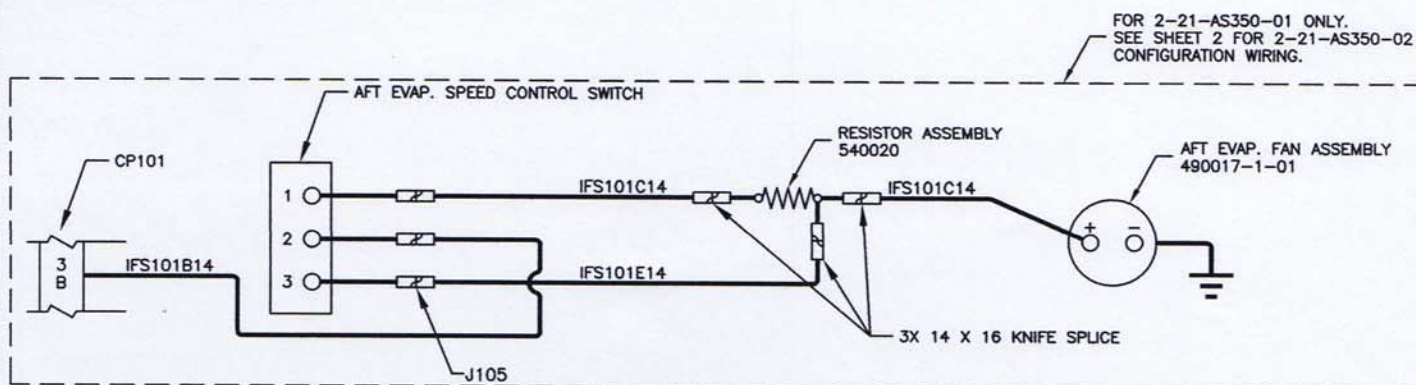 FOR 2-21-AS350-01 ONLY.
SEE SHEET 2 FOR 2-21-AS350-02
CONFIGURATION WIRING.
AFT EVAP. SPEED CONTROL SWITCH
RESISTOR ASSEMBLY
540020
AFT EVAP. FAN ASSEMBLY
490017-1-01
CP101
1
IFS101C14
IFS101C14
2
+ −
3
B
IFS101B14
3
IFS101E14
3X 14 X 16 KNIFE SPLICE
J105